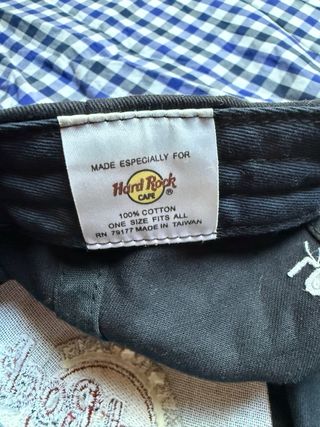 MADE ESPECIALLY FOR
Hard Rock
CAFE ®
100% COTTON
ONE SIZE FITS ALL
RN 79177 MADE IN TAIWAN